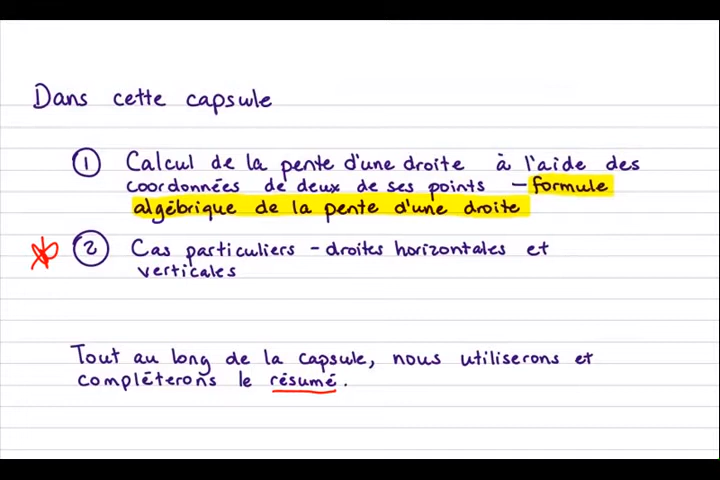 Dans cette capsule
1 Calcul de la pente d'une droite à l'aide des
coordonnées de deux de ses points - formule
algébrique de la pente d'une droite
2 Cas particuliers - droites horizontales et
verticales
Tout au long de la capsule, nous utiliserons et
compléterons le résumé.